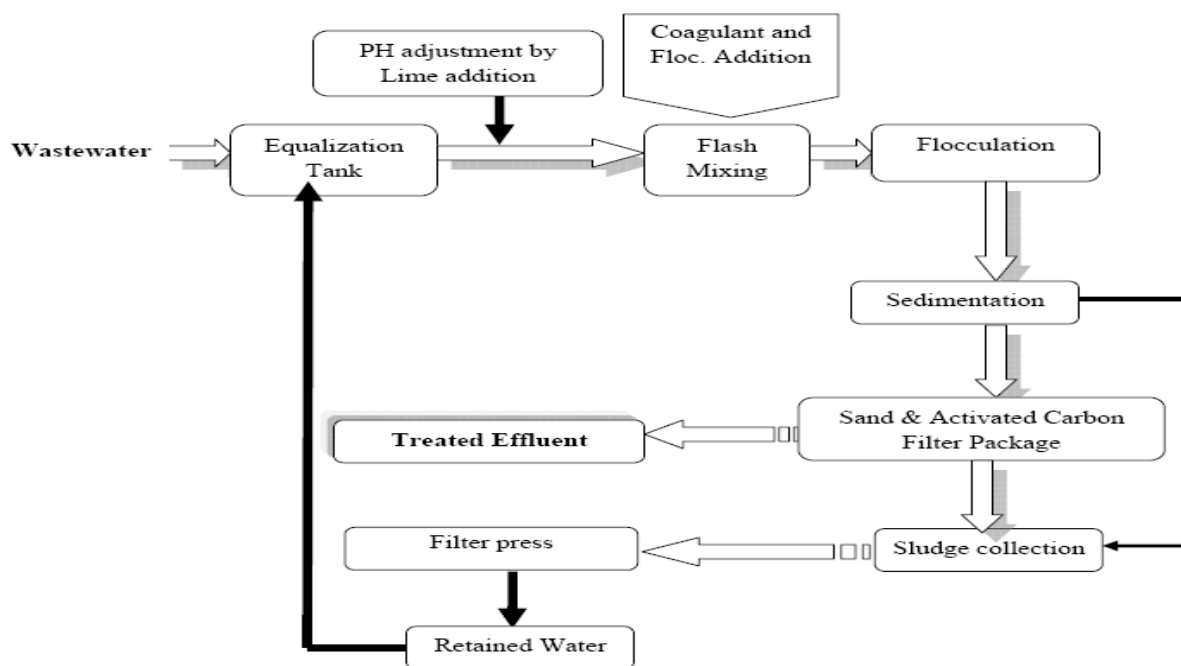 PH adjustment by
Lime addition
Coagulant and
Floc. Addition
Wastewater
Equalization
Tank
Flash
Mixing
Flocculation
Sedimentation
Sand & Activated Carbon
Filter Package
Treated Effluent
Filter press
Sludge collection
Retained Water